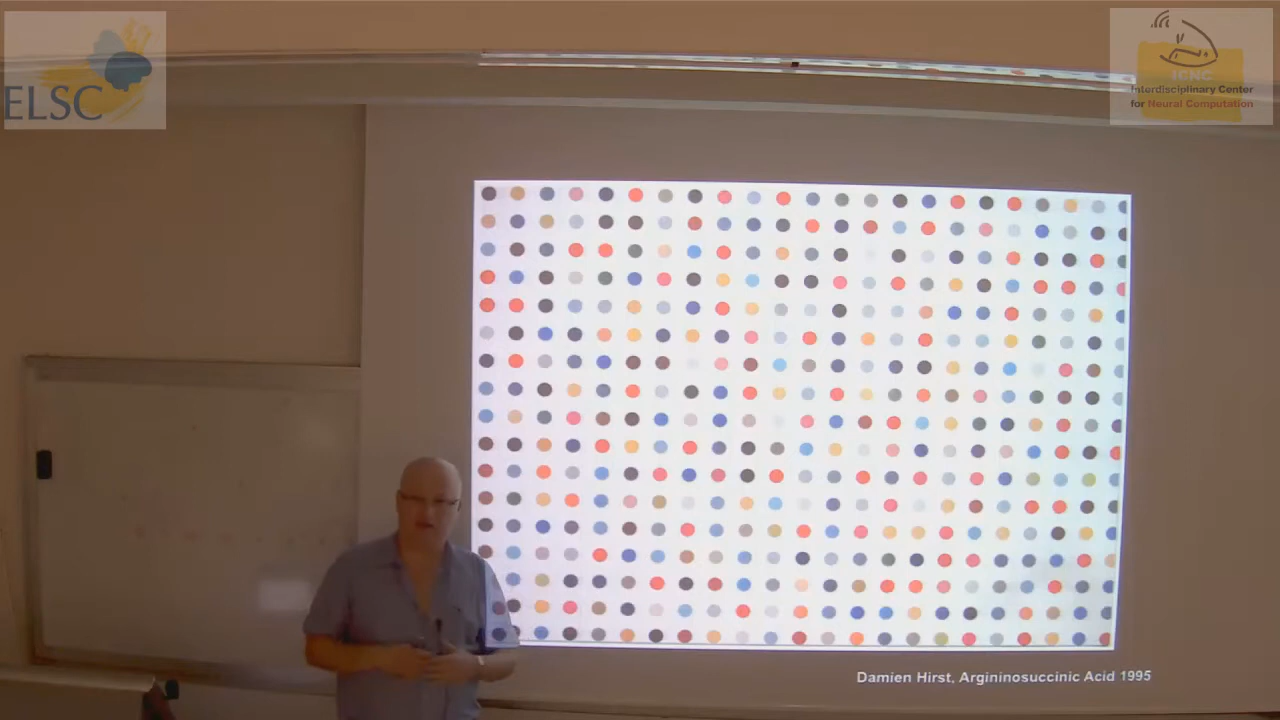 ELSC
ICNC
Interdisciplinary Center
for Neural Computation
Damien Hirst, Argininosuccinic Acid 1995